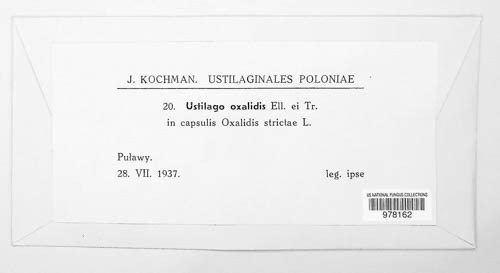 J. KOCHMAN. USTILAGINALES POLONIAE
20. Ustilago oxalidis Ell. ei Tr.
in capsulis Oxalidis strictae L.
Puławy.
28. VII. 1937. leg. ipse
US NATIONAL FUNGUS COLLECTIONS
978162